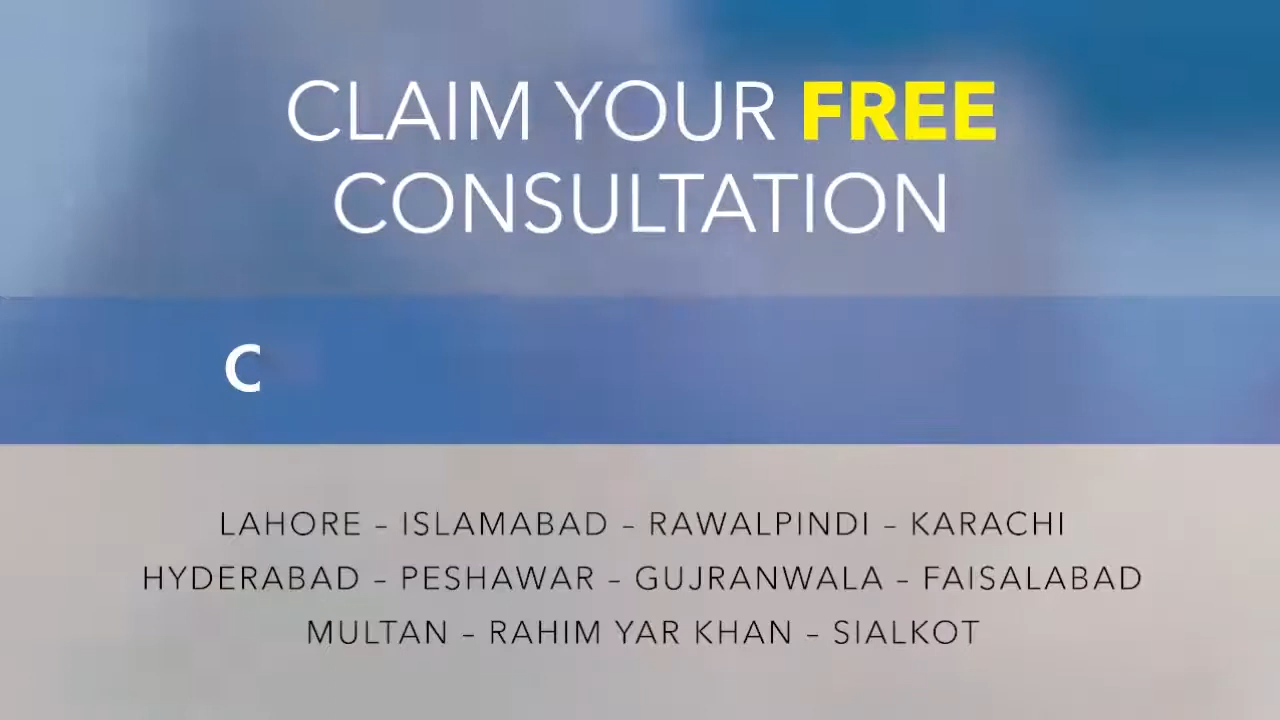 CLAIM YOUR FREE
CONSULTATION
C
LAHORE – ISLAMABAD – RAWALPINDI – KARACHI
HYDERABAD – PESHAWAR – GUJRANWALA – FAISALABAD
MULTAN – RAHIM YAR KHAN – SIALKOT